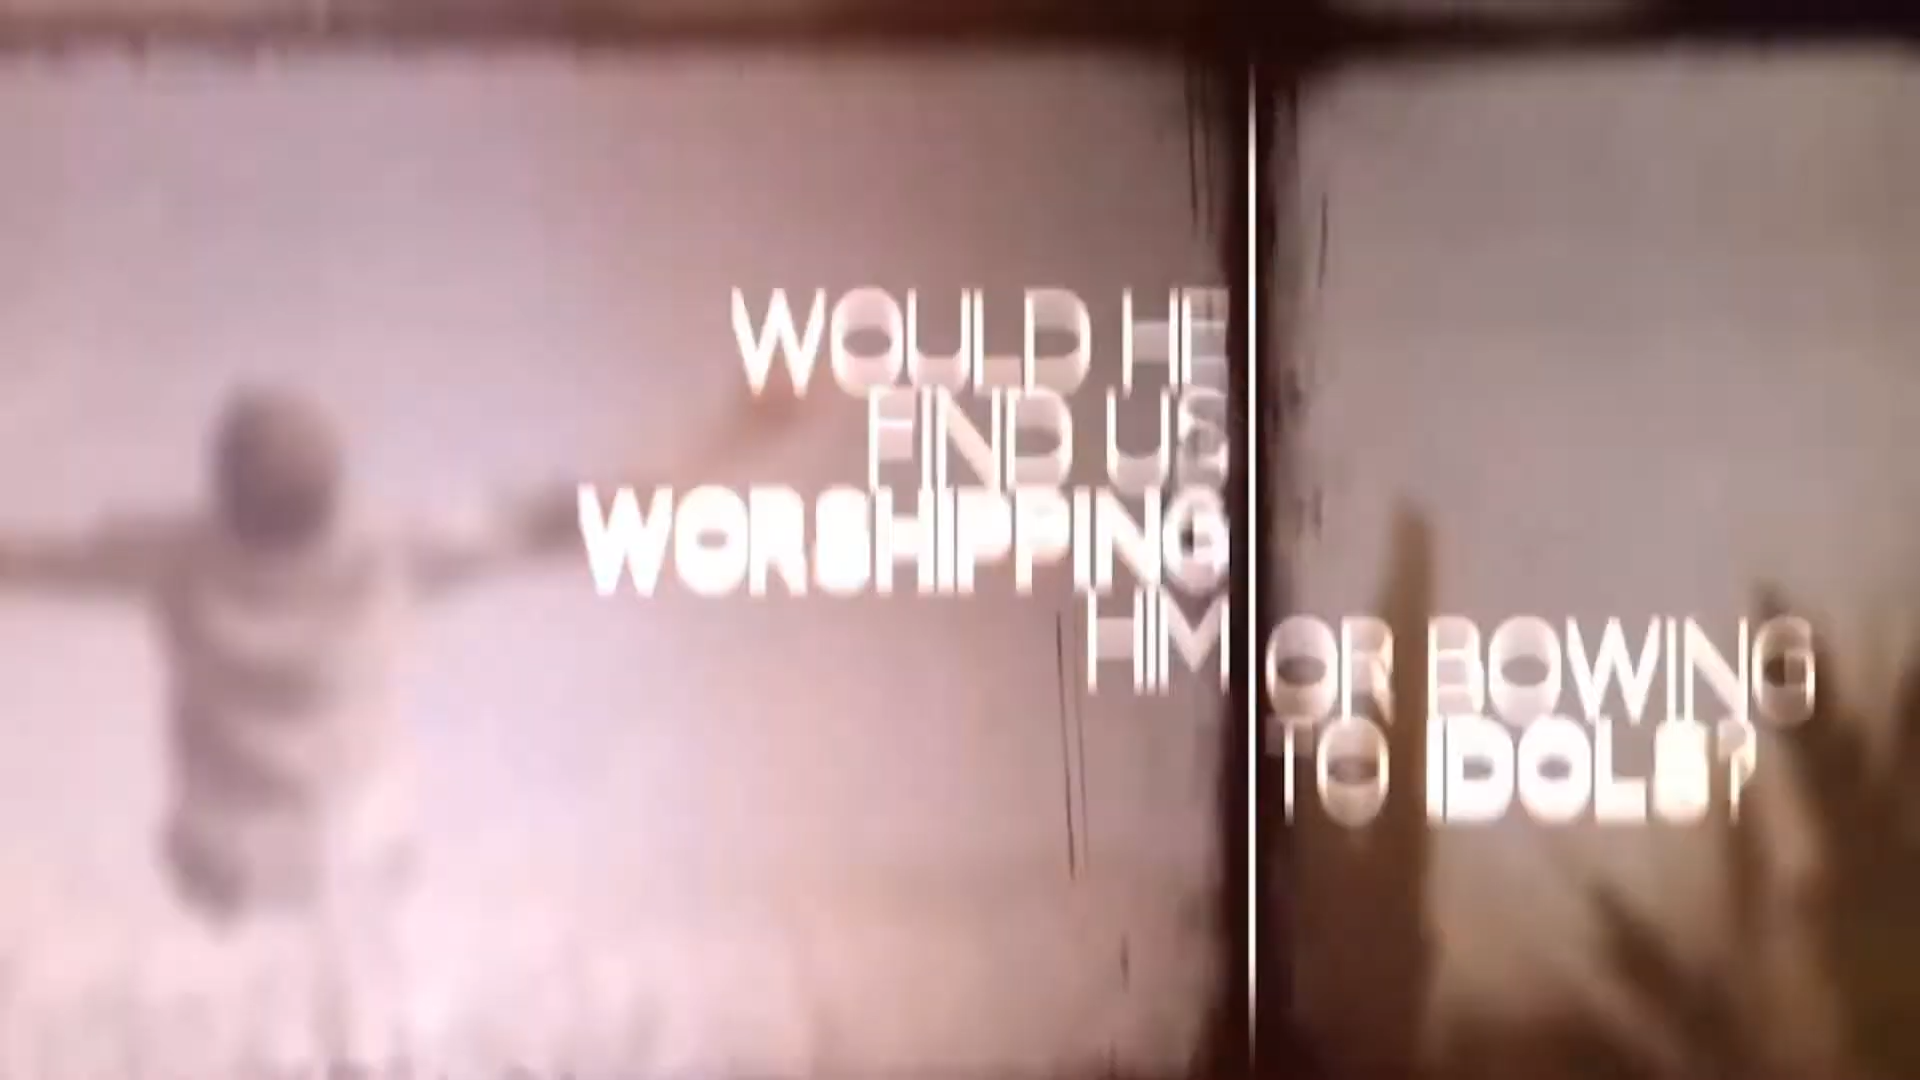 WOULD HE
FIND US
WORSHIPPING
HIM
OR BOWING
TO IDOLS?